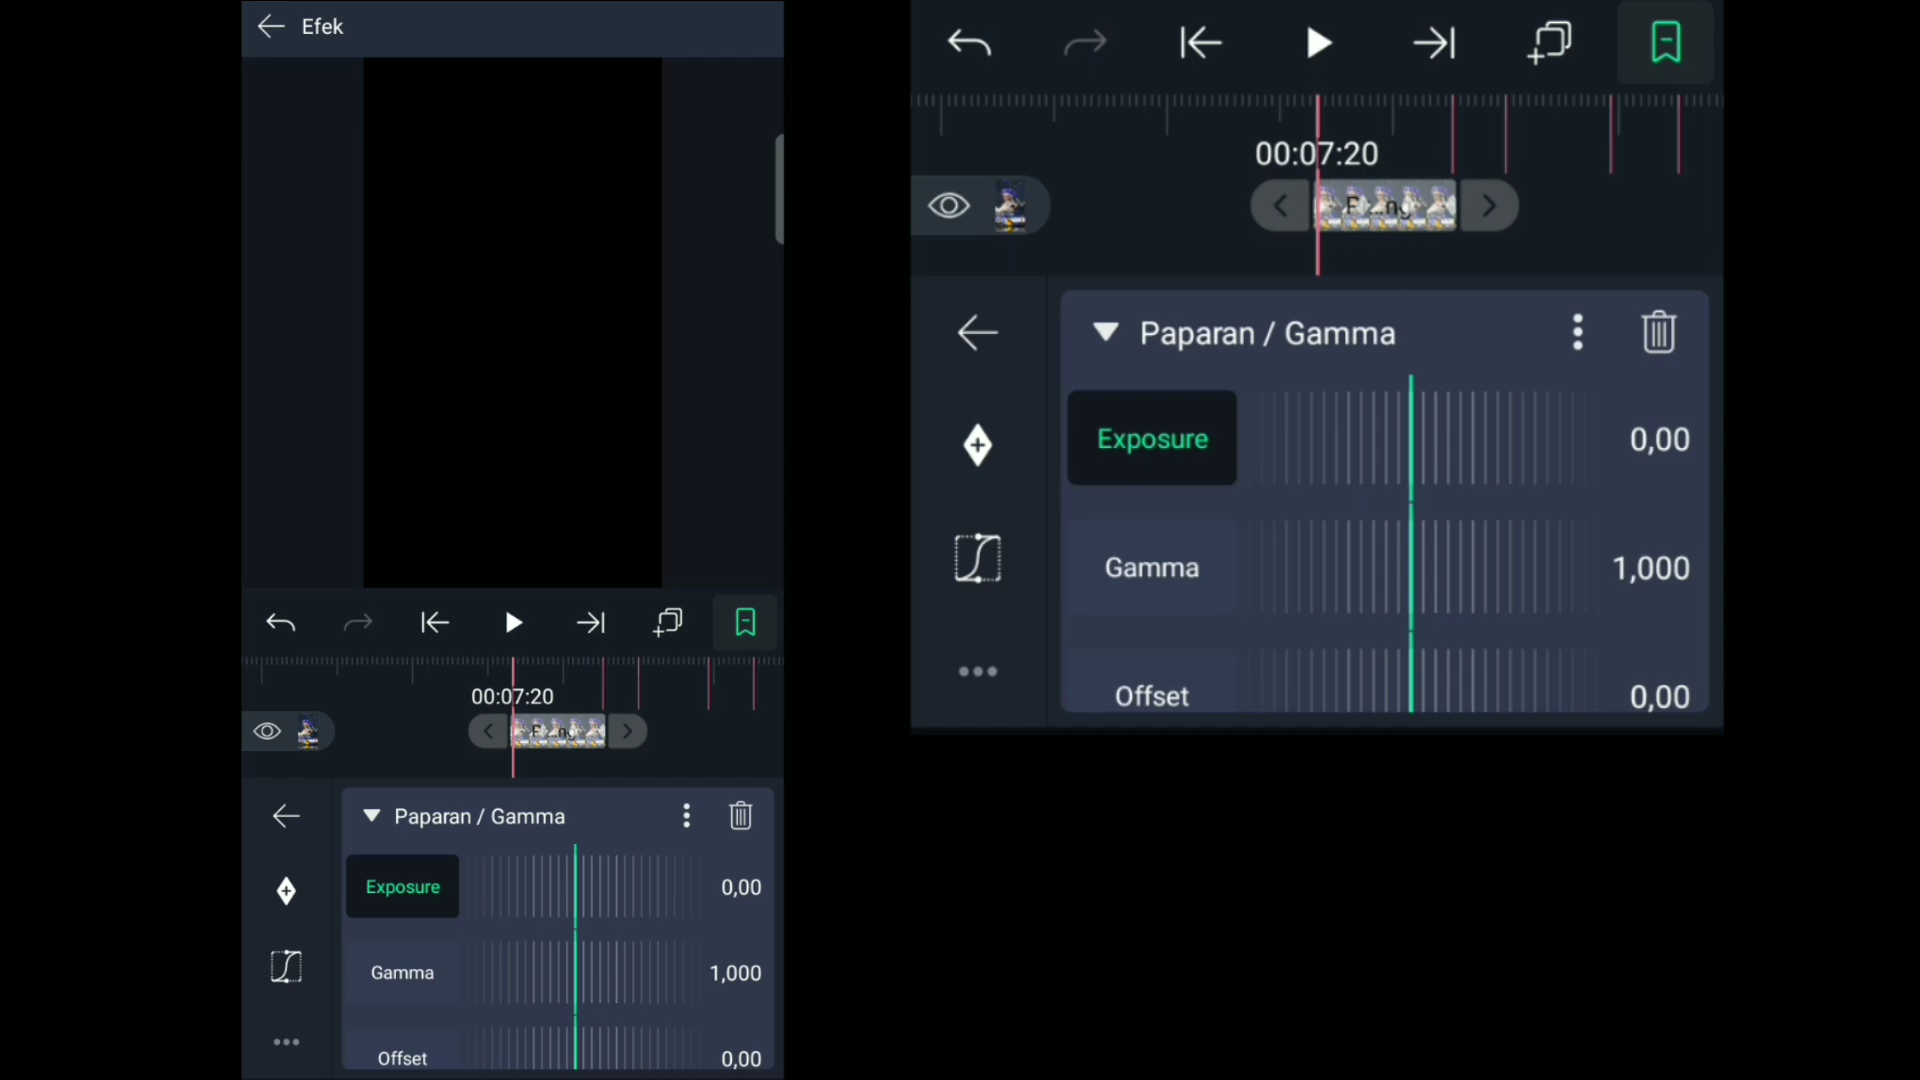 Efek
00:07:20
Paparan / Gamma
Exposure 0,00
Gamma 1,000
Offset 0,00
00:07:20
Paparan / Gamma
Exposure 0,00
Gamma 1,000
Offset 0,00